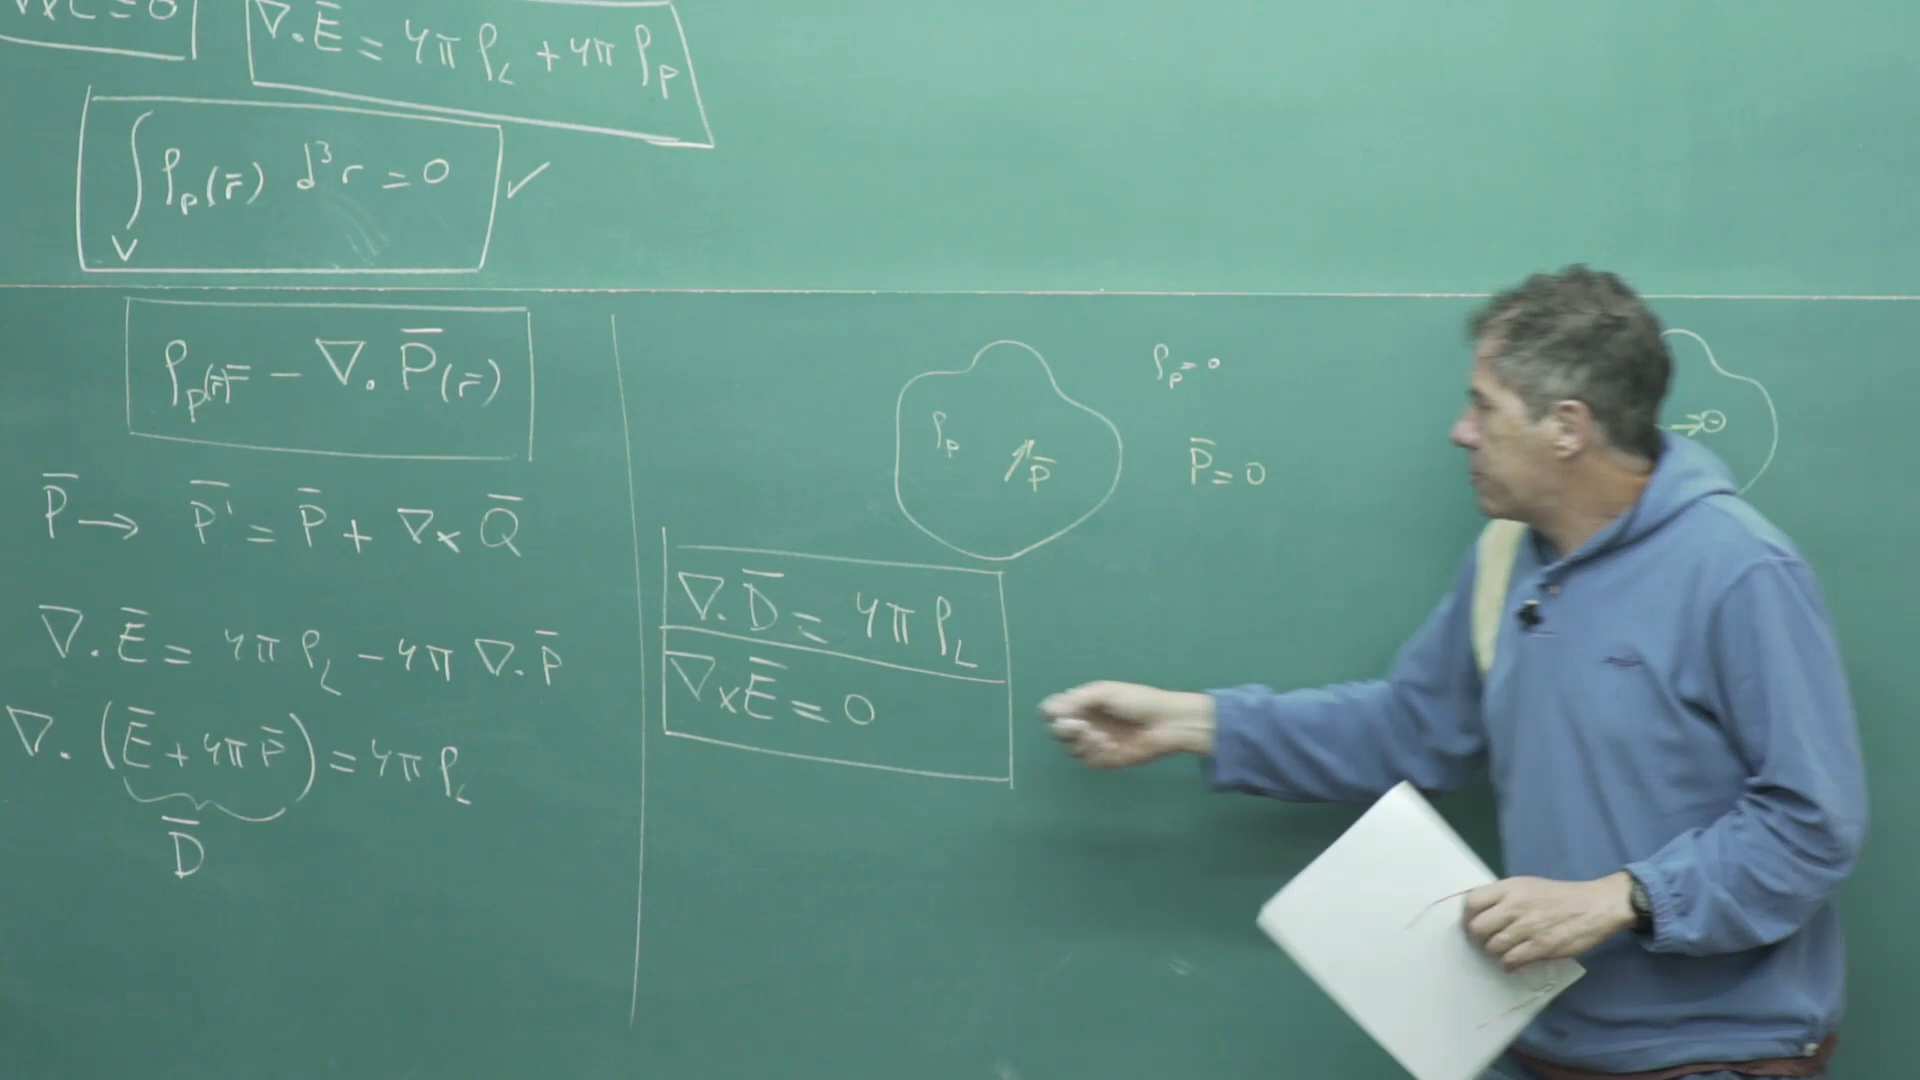 ∇×E̅ = 0
∇·E̅ = 4π ρ_L + 4π ρ_P
∫_V ρ_P(r̅) d³r = 0 ✓
ρ_P(r̅) = - ∇·P̅(r̅)
P̅ → P̅' = P̅ + ∇×Q̅
∇·E̅ = 4π ρ_L - 4π ∇·P̅
∇·(E̅ + 4π P̅) = 4π ρ_L
D̅
ρ_P = 0
ρ_P
P̅
P̅ = 0
∇·D̅ = 4π ρ_L
∇×E̅ = 0
→⊖